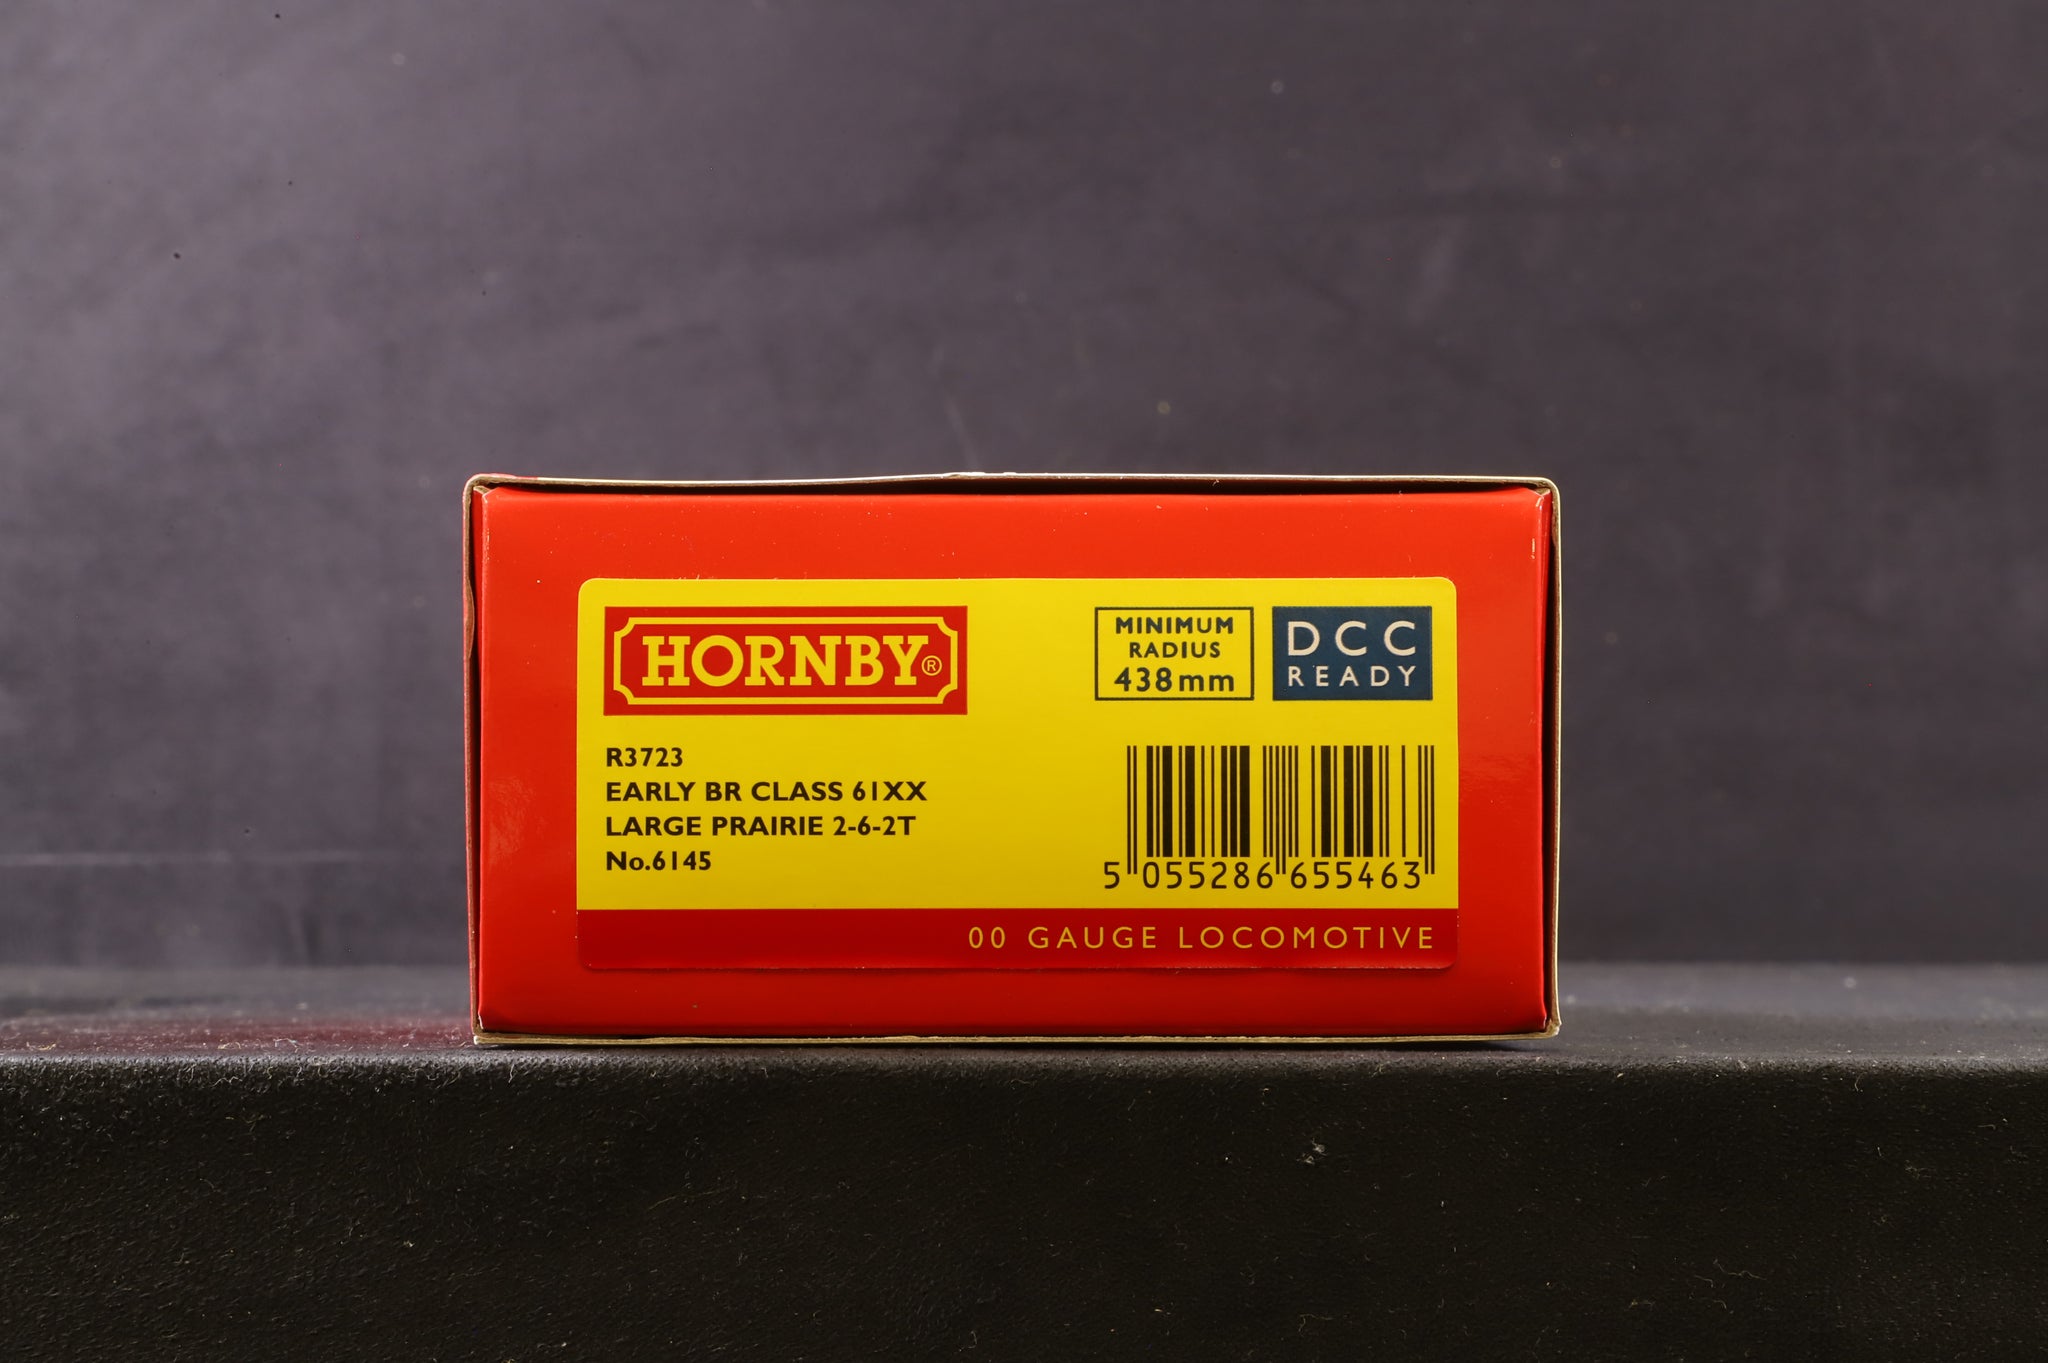 HORNBY®
MINIMUM
RADIUS
438mm
DCC
READY
R3723
EARLY BR CLASS 61XX
LARGE PRAIRIE 2-6-2T
No.6145
5 055286 655463
00 GAUGE LOCOMOTIVE